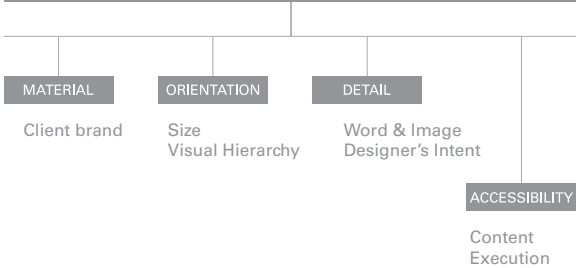 MATERIAL
Client brand
ORIENTATION
Size
Visual Hierarchy
DETAIL
Word & Image
Designer’s Intent
ACCESSIBILITY
Content
Execution